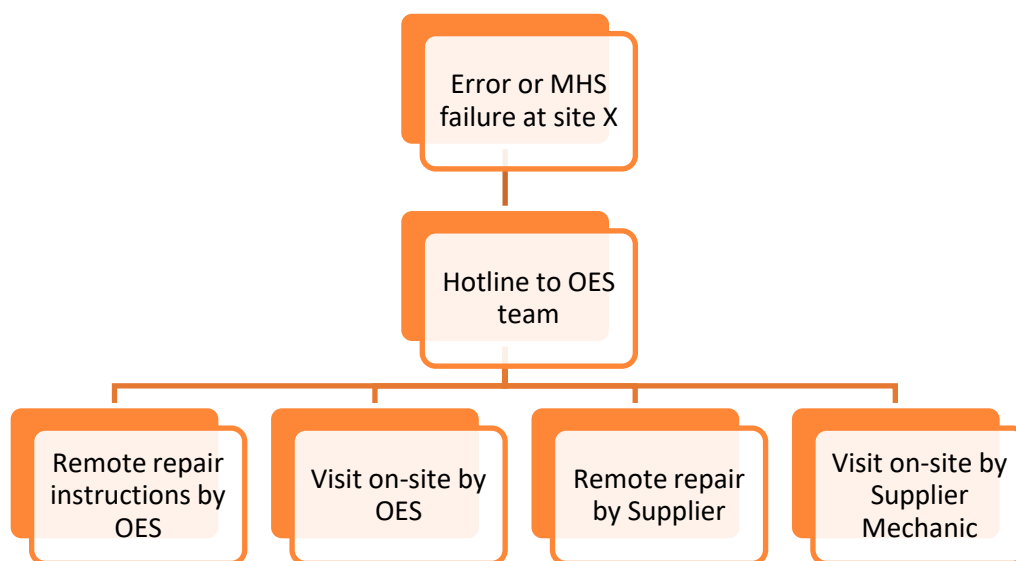 Error or MHS
failure at site X
Hotline to OES
team
Remote repair
instructions by
OES
Visit on-site by
OES
Remote repair
by Supplier
Visit on-site by
Supplier
Mechanic